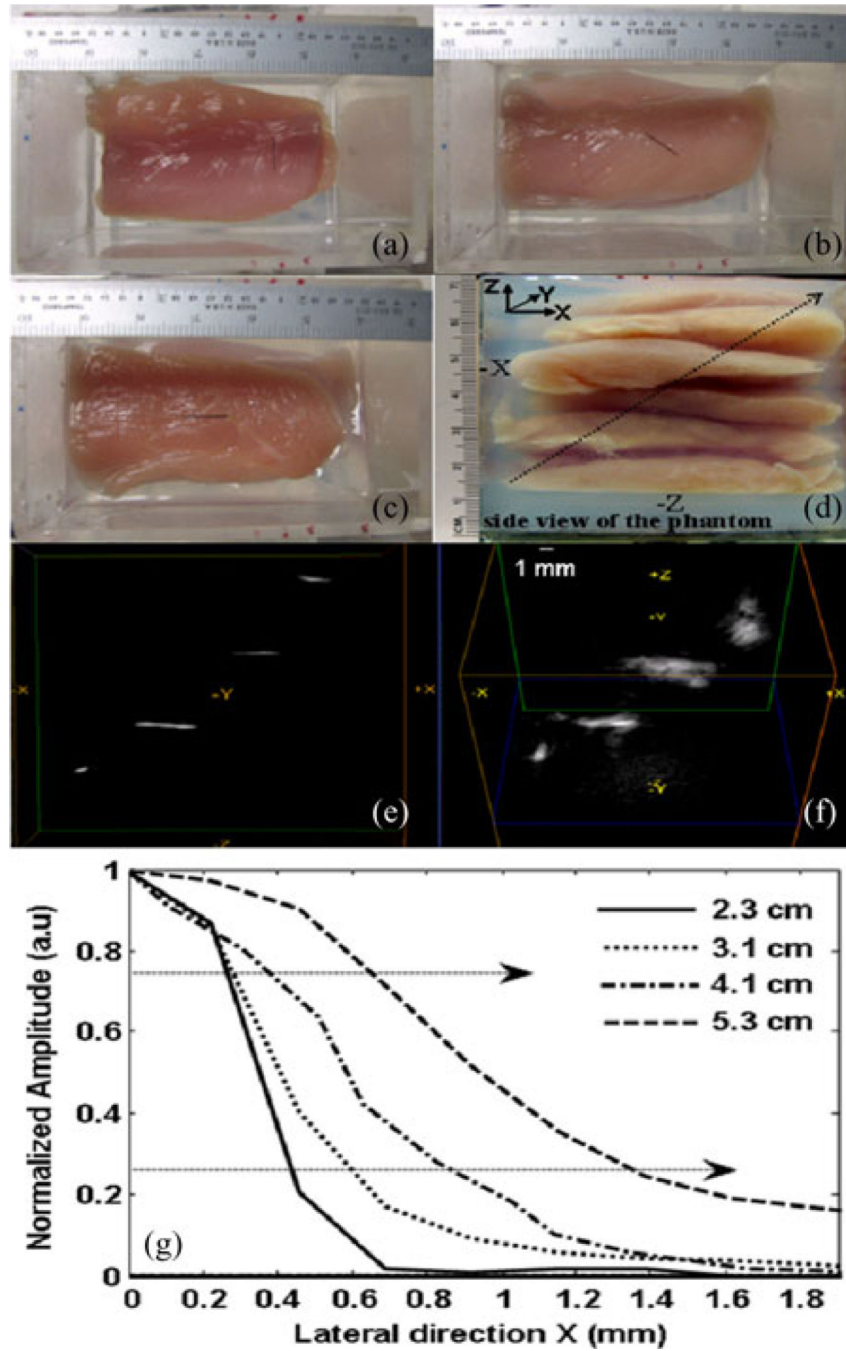 (a)
(b)
(c)
Z
Y
X
-X
-Z
CM
side view of the phantom
(d)
-X
+Y
+X
-Z
(e)
1 mm
+Z
-Y
-X
+X
-Y
(f)
1
0.8
0.6
0.4
0.2
0
Normalized Amplitude (a.u)
2.3 cm
3.1 cm
4.1 cm
5.3 cm
(g)
0 0.2 0.4 0.6 0.8 1 1.2 1.4 1.6 1.8
Lateral direction X (mm)